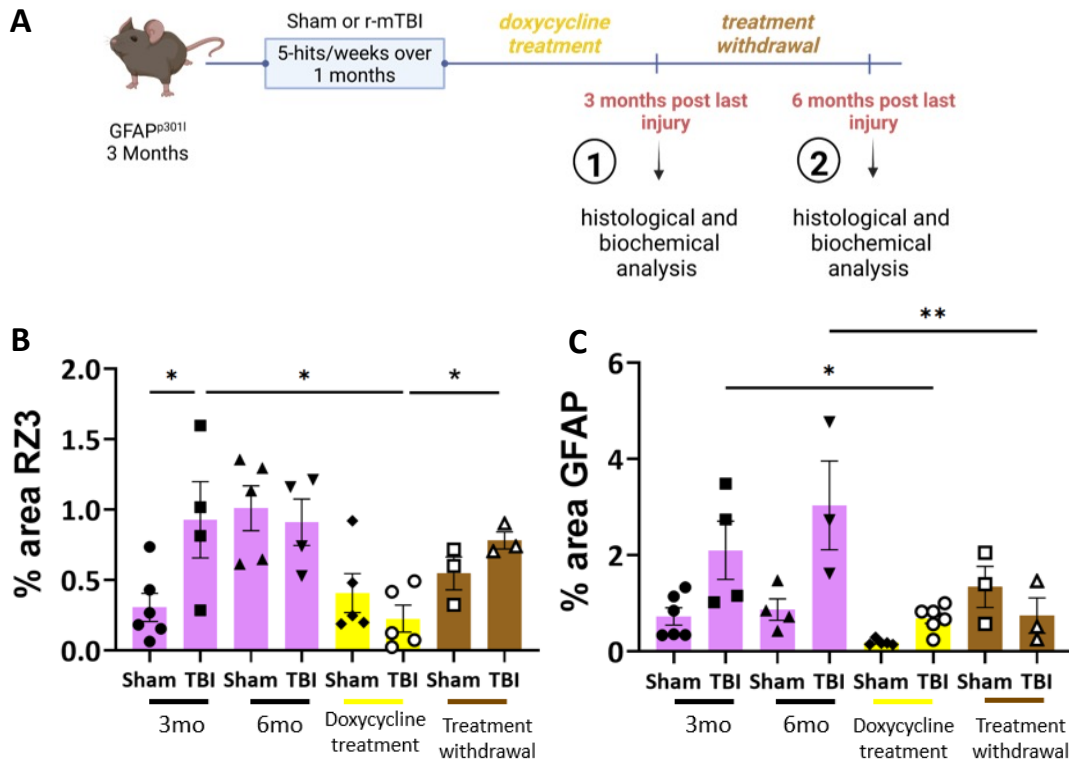 A
Sham or r-mTBI
5-hits/weeks over
1 months
doxycycline
treatment
treatment
withdrawal
GFAPᵖ³⁰¹ˡ
3 Months
3 months post last
injury
6 months post last
injury
1
2
histological and
biochemical
analysis
histological and
biochemical
analysis
B
% area RZ3
2.0
1.5
1.0
0.5
0.0
*
*
*
Sham TBI Sham TBI Sham TBI Sham TBI
3mo
6mo
Doxycycline
treatment
Treatment
withdrawal
C
% area GFAP
6
4
2
0
*
**
Sham TBI Sham TBI Sham TBI Sham TBI
3mo
6mo
Doxycycline
treatment
Treatment
withdrawal